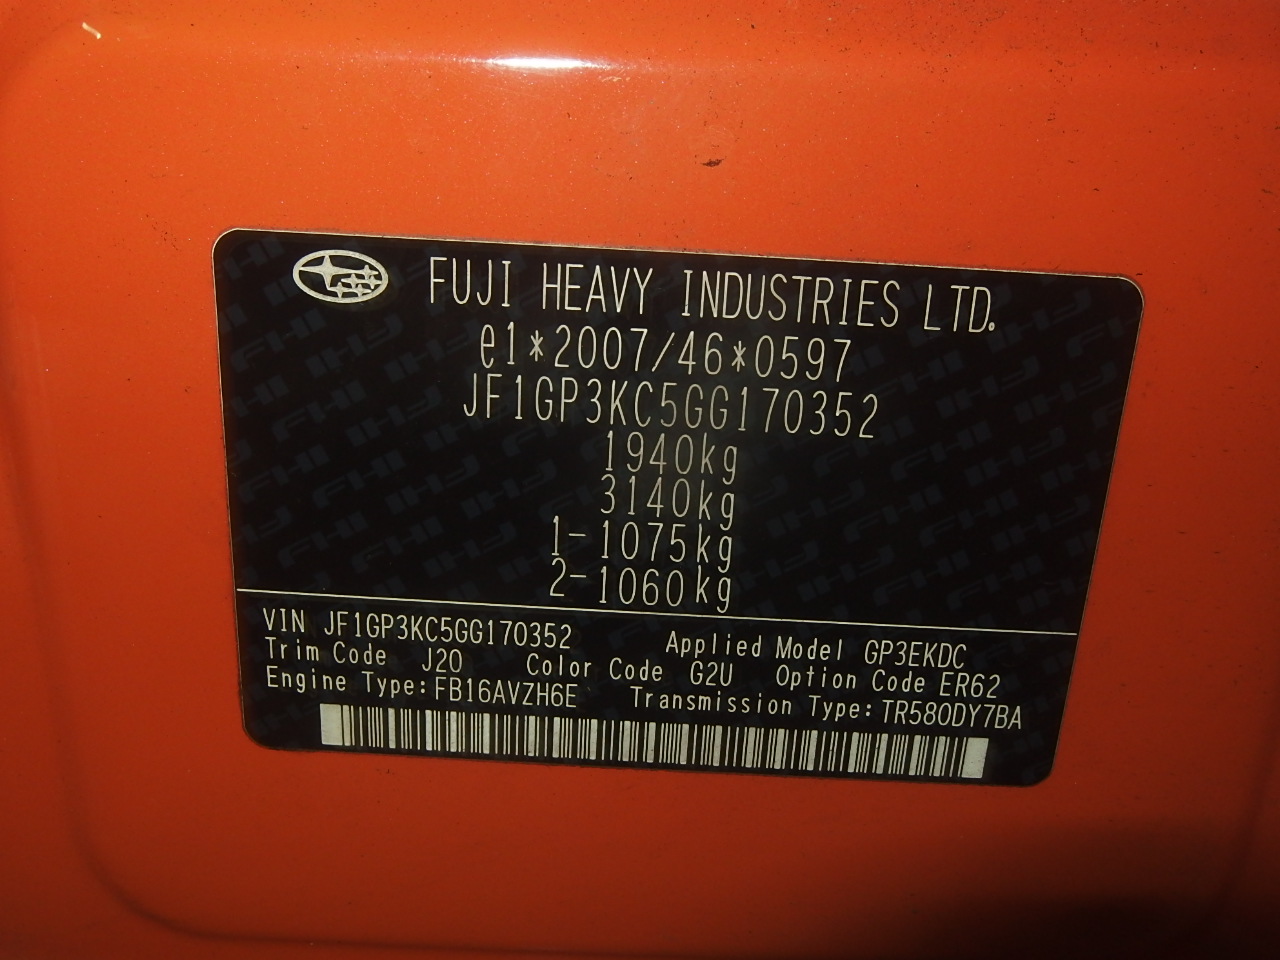 FUJI HEAVY INDUSTRIES LTD.
e1*2007/46*0597
JF1GP3KC5GG170352
1940kg
3140kg
1-1075kg
2-1060kg
VIN JF1GP3KC5GG170352 Applied Model GP3EKDC
Trim Code J20 Color Code G2U Option Code ER62
Engine Type:FB16AVZH6E Transmission Type:TR580DY7BA